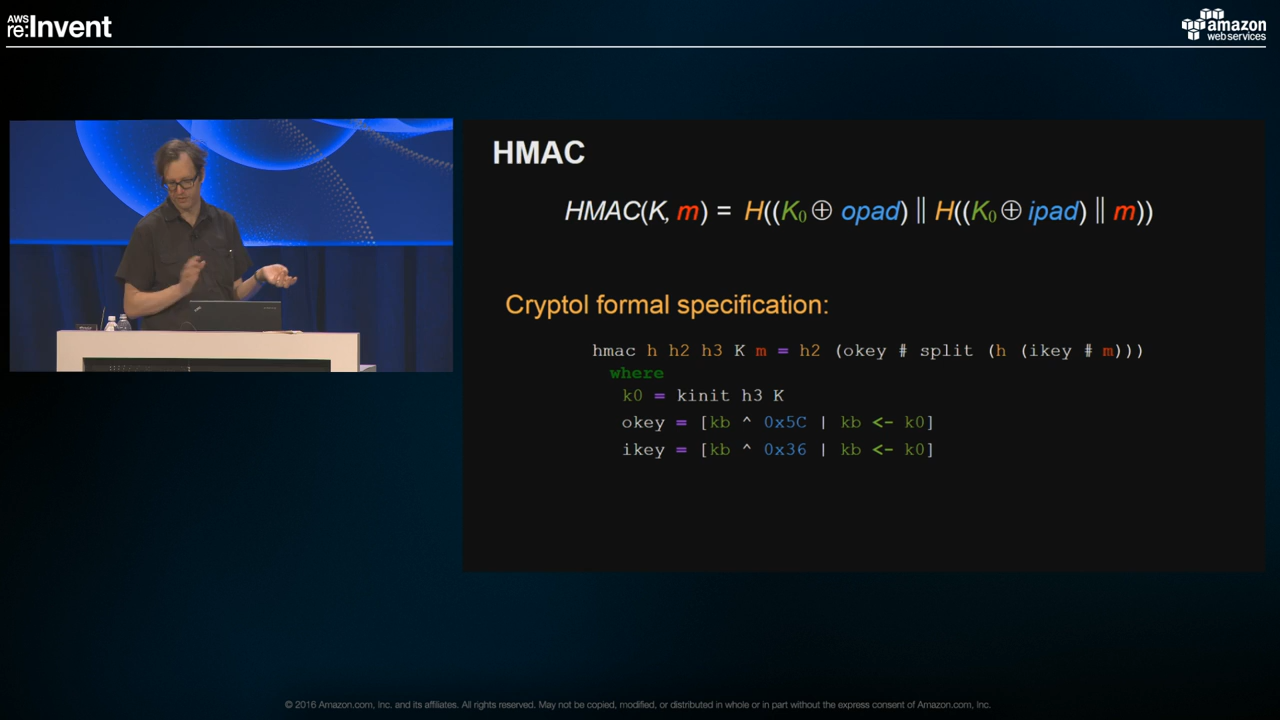 AWS
re:Invent
amazon
web services
HMAC
HMAC(K, m) = H((K₀ ⊕ opad) || H((K₀ ⊕ ipad) || m))
Cryptol formal specification:
hmac h h2 h3 K m = h2 (okey # split (h (ikey # m)))
where
k0 = kinit h3 K
okey = [kb ^ 0x5C | kb <- k0]
ikey = [kb ^ 0x36 | kb <- k0]
© 2016 Amazon.com, Inc. and its affiliates. All rights reserved. May not be copied, modified, or distributed in whole or in part without the express consent of Amazon.com, Inc.